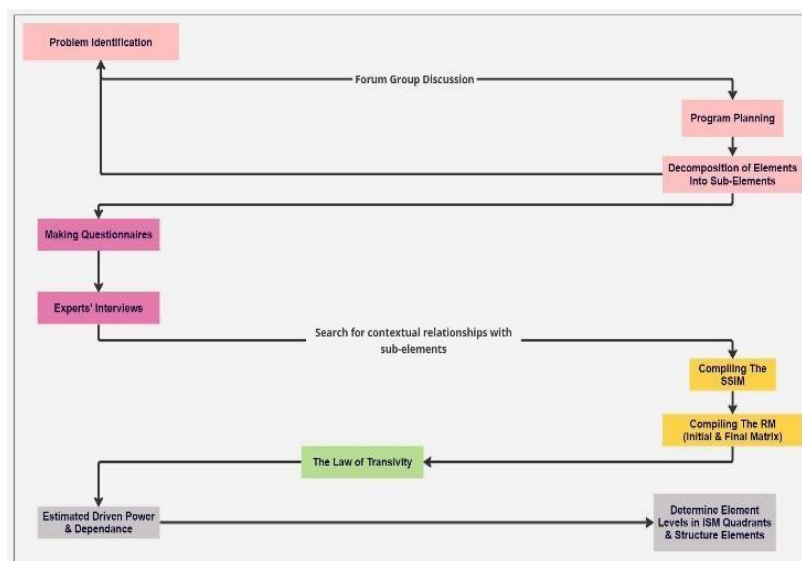 Problem Identification
Forum Group Discussion
Program Planning
Decomposition of Elements
Into Sub-Elements
Making Questionnaires
Experts' Interviews
Search for contextual relationships with
sub-elements
Compiling The
SSIM
Compiling The RM
(Initial & Final Matrix)
The Law of Transivity
Estimated Driven Power
& Dependance
Determine Element
Levels in ISM Quadrants
& Structure Elements